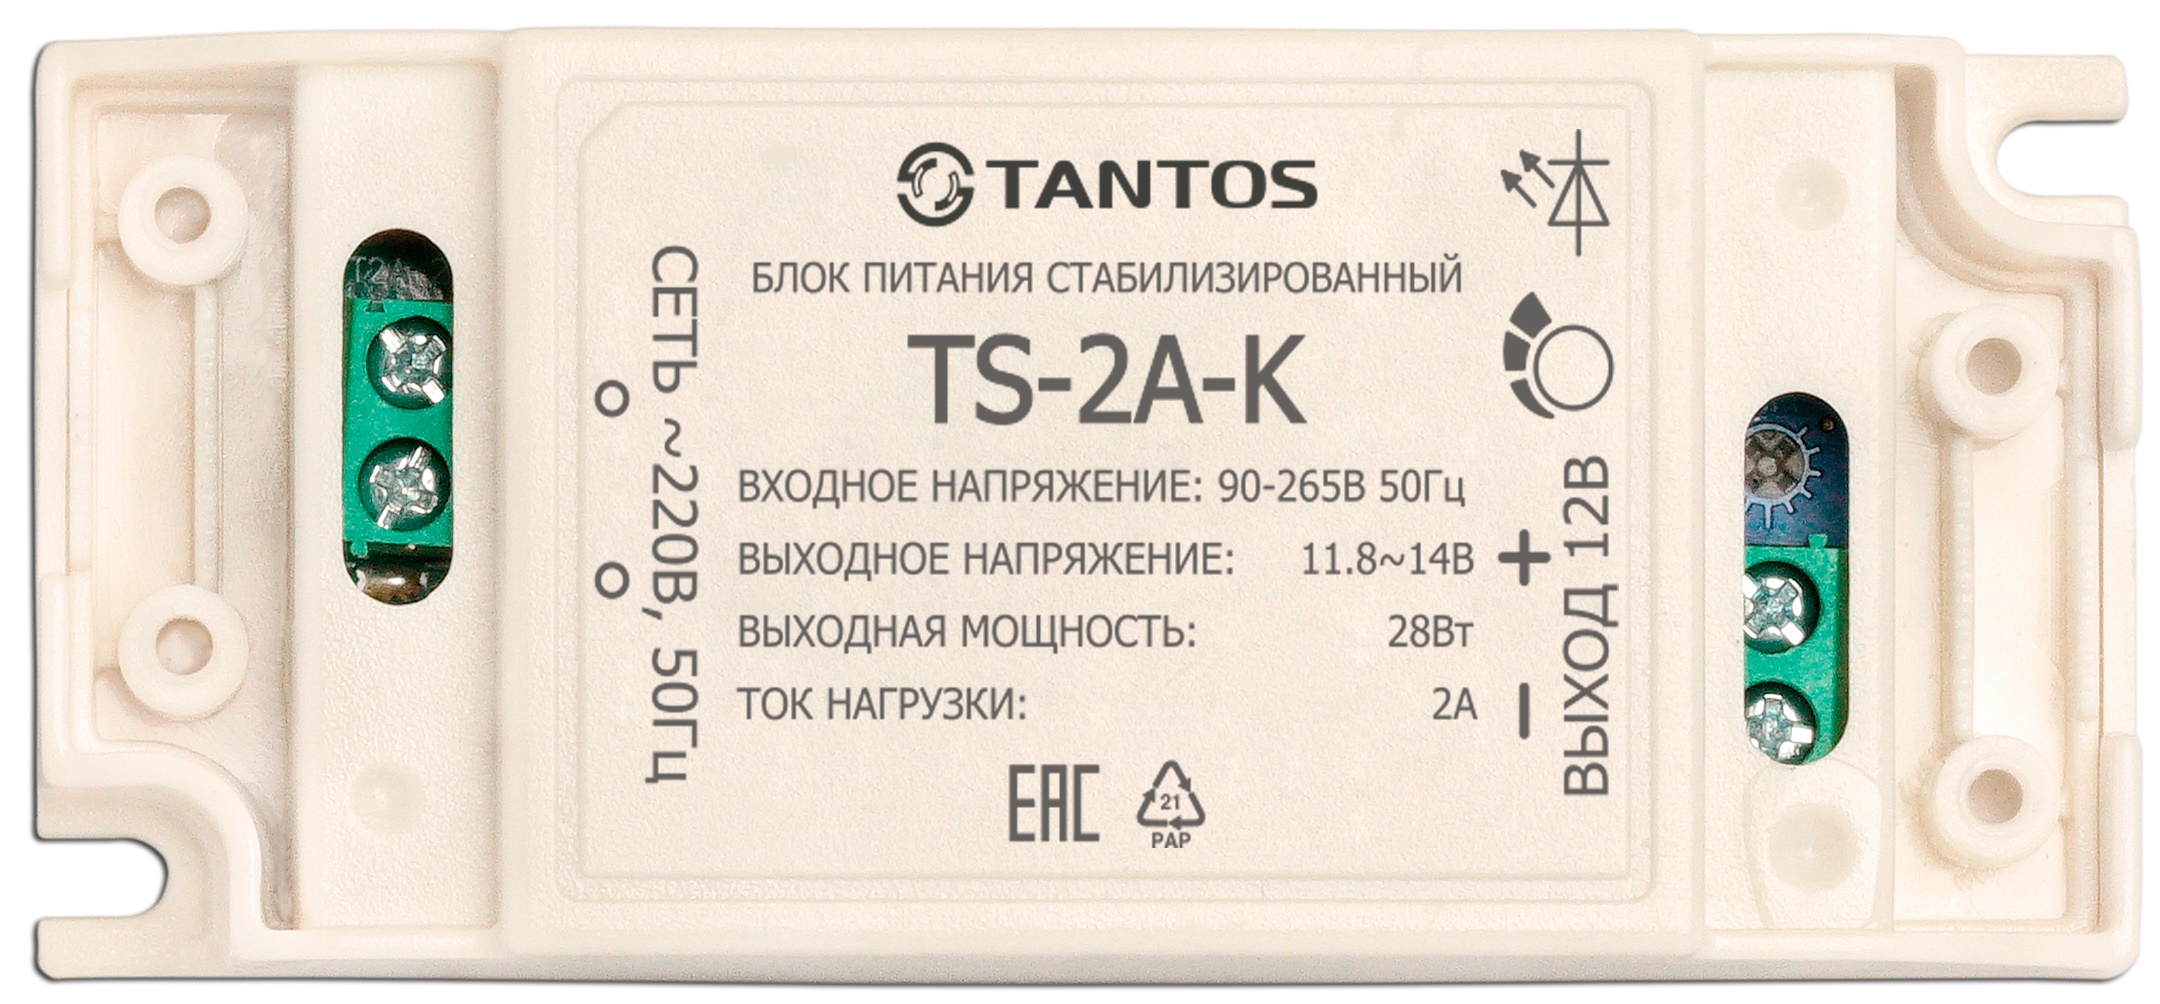 TANTOS
БЛОК ПИТАНИЯ СТАБИЛИЗИРОВАННЫЙ
TS-2A-K
ВХОДНОЕ НАПРЯЖЕНИЕ: 90-265В 50Гц
ВЫХОДНОЕ НАПРЯЖЕНИЕ: 11.8~14В
ВЫХОДНАЯ МОЩНОСТЬ: 28Вт
ТОК НАГРУЗКИ: 2А
СЕТЬ ~220В, 50Гц
+
ВЫХОД 12В
−
EAC
21
PAP
T2A